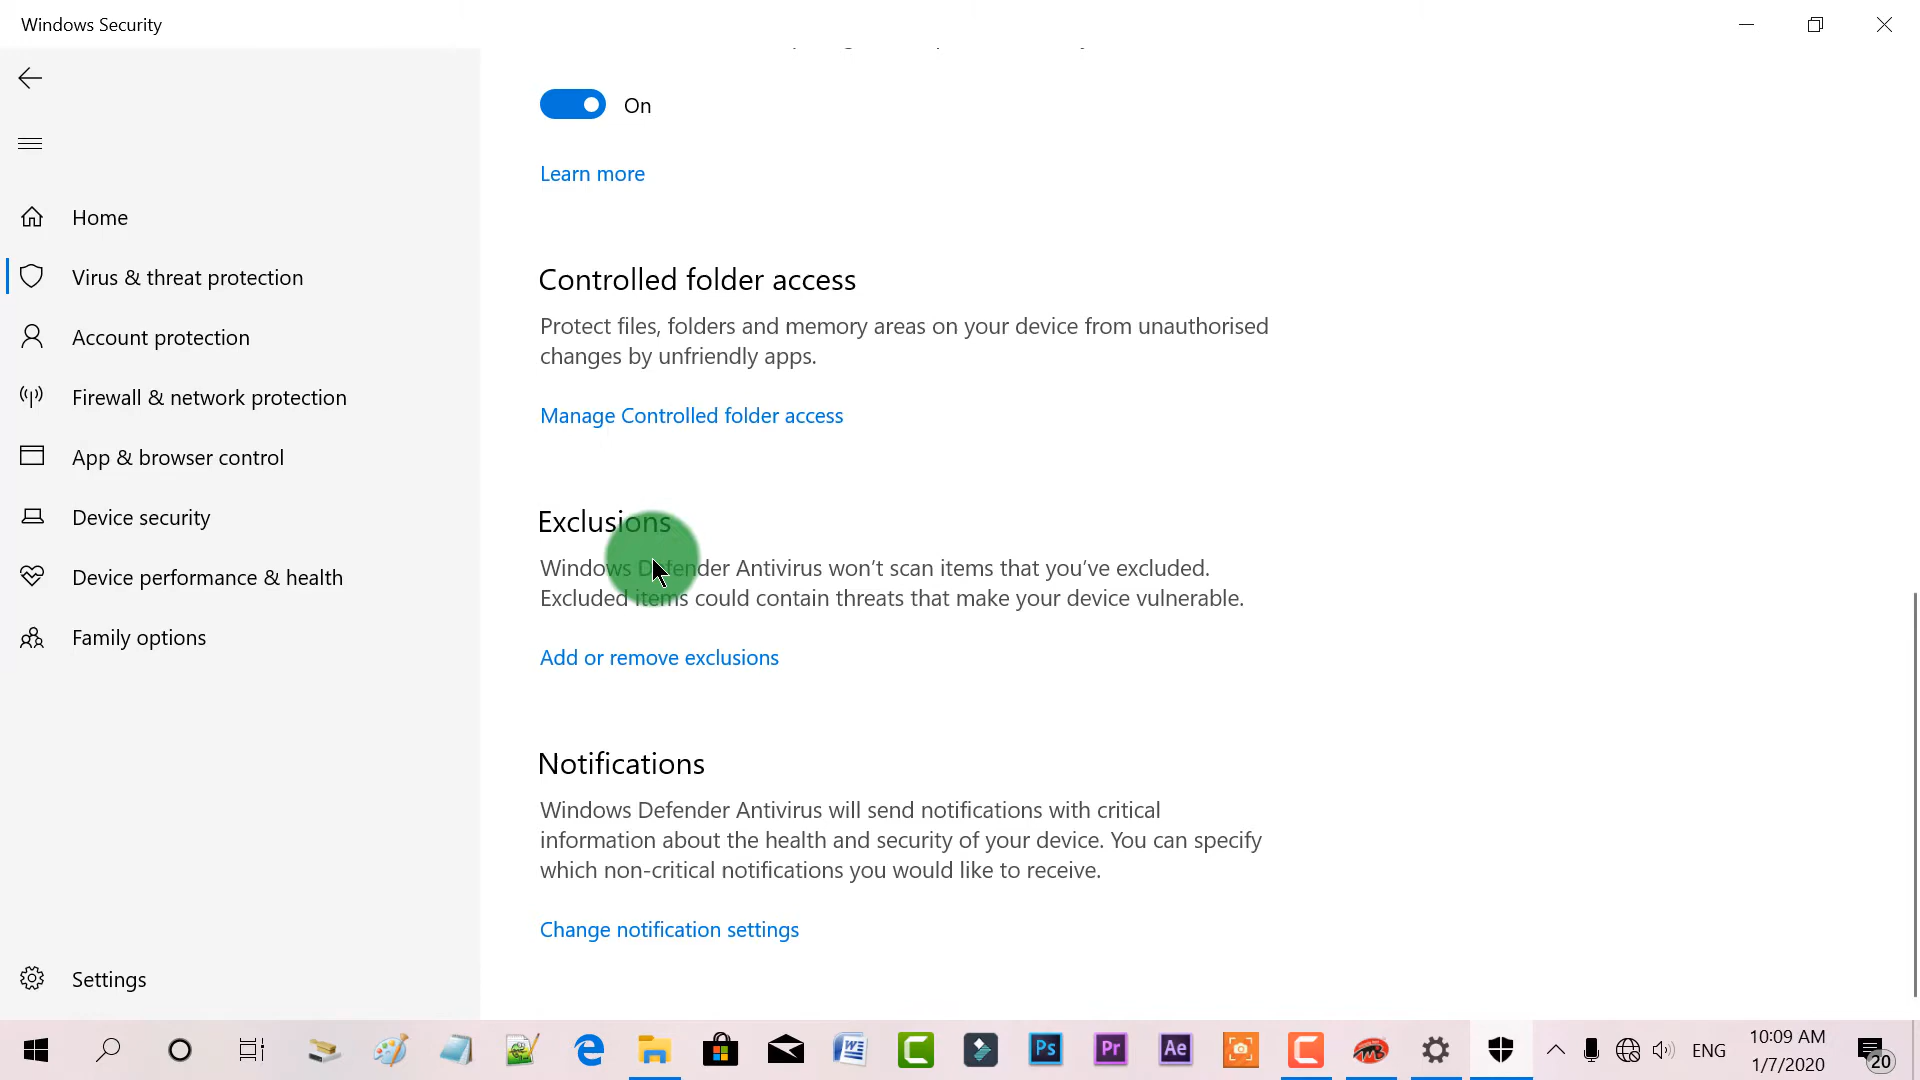 Windows Security
On
Learn more
Home
Virus & threat protection
Account protection
Firewall & network protection
App & browser control
Device security
Device performance & health
Family options
Settings
Controlled folder access
Protect files, folders and memory areas on your device from unauthorised
changes by unfriendly apps.
Manage Controlled folder access
Exclusions
Windows Defender Antivirus won't scan items that you've excluded.
Excluded items could contain threats that make your device vulnerable.
Add or remove exclusions
Notifications
Windows Defender Antivirus will send notifications with critical
information about the health and security of your device. You can specify
which non-critical notifications you would like to receive.
Change notification settings
Ps
Pr
Ae
ENG
10:09 AM
1/7/2020
20